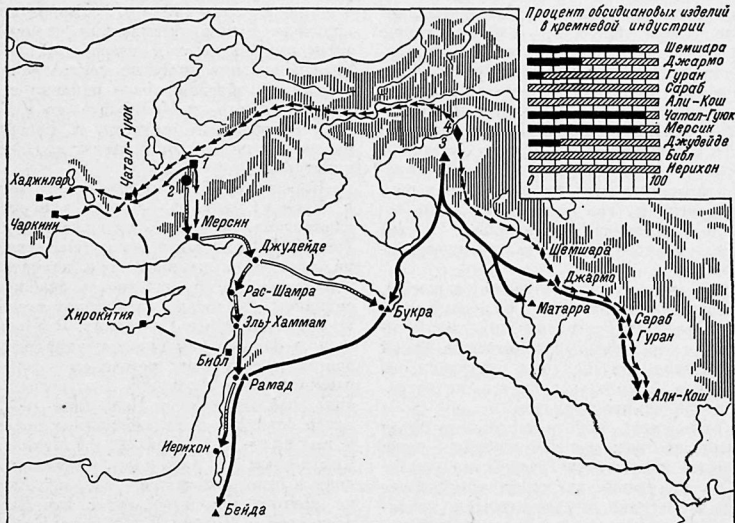 Процент обсидиановых изделий
в кремневой индустрии
Шемшара
Джармо
Гуран
Сараб
Али-Кош
Чатал-Гуюк
Мерсин
Джудейде
Библ
Иерихон
0 100
4
3
1
2
Чатал-Гуюк
Хаджилар
Чаркини
Мерсин
Джудейде
Шемшара
Джармо
Рас-Шамра
Букра
Матарра
Сараб
Гуран
Хирокития
Эль-Хаммам
Библ
Рамад
Али-Кош
Иерихон
Бейда